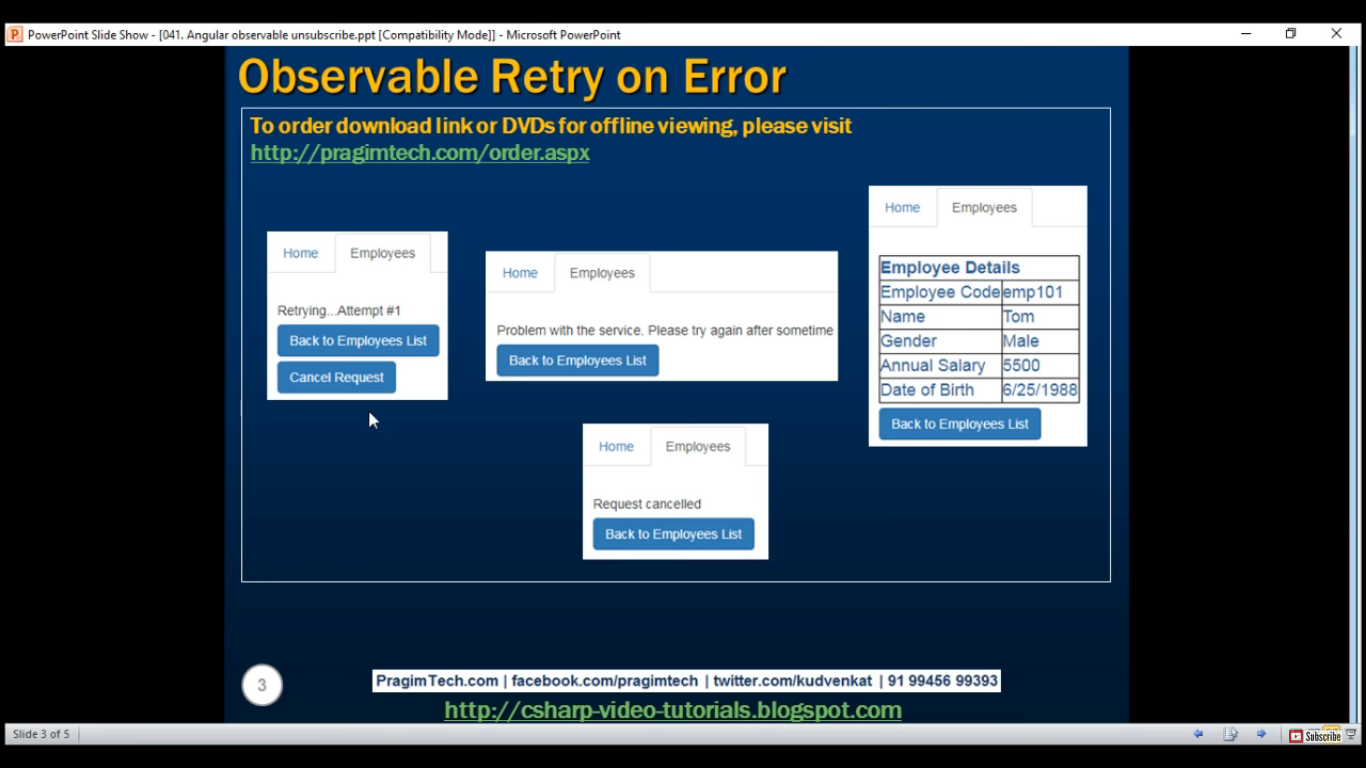 PowerPoint Slide Show - [041. Angular observable unsubscribe.ppt [Compatibility Mode]] - Microsoft PowerPoint
Observable Retry on Error
To order download link or DVDs for offline viewing, please visit
http://pragimtech.com/order.aspx
Home Employees
Retrying...Attempt #1
Back to Employees List
Cancel Request
Home Employees
Problem with the service. Please try again after sometime
Back to Employees List
Home Employees
Employee Details
Employee Code emp101
Name Tom
Gender Male
Annual Salary 5500
Date of Birth 6/25/1988
Back to Employees List
Home Employees
Request cancelled
Back to Employees List
3
PragimTech.com | facebook.com/pragimtech | twitter.com/kudvenkat | 91 99456 99393
http://csharp-video-tutorials.blogspot.com
Slide 3 of 5
Subscribe